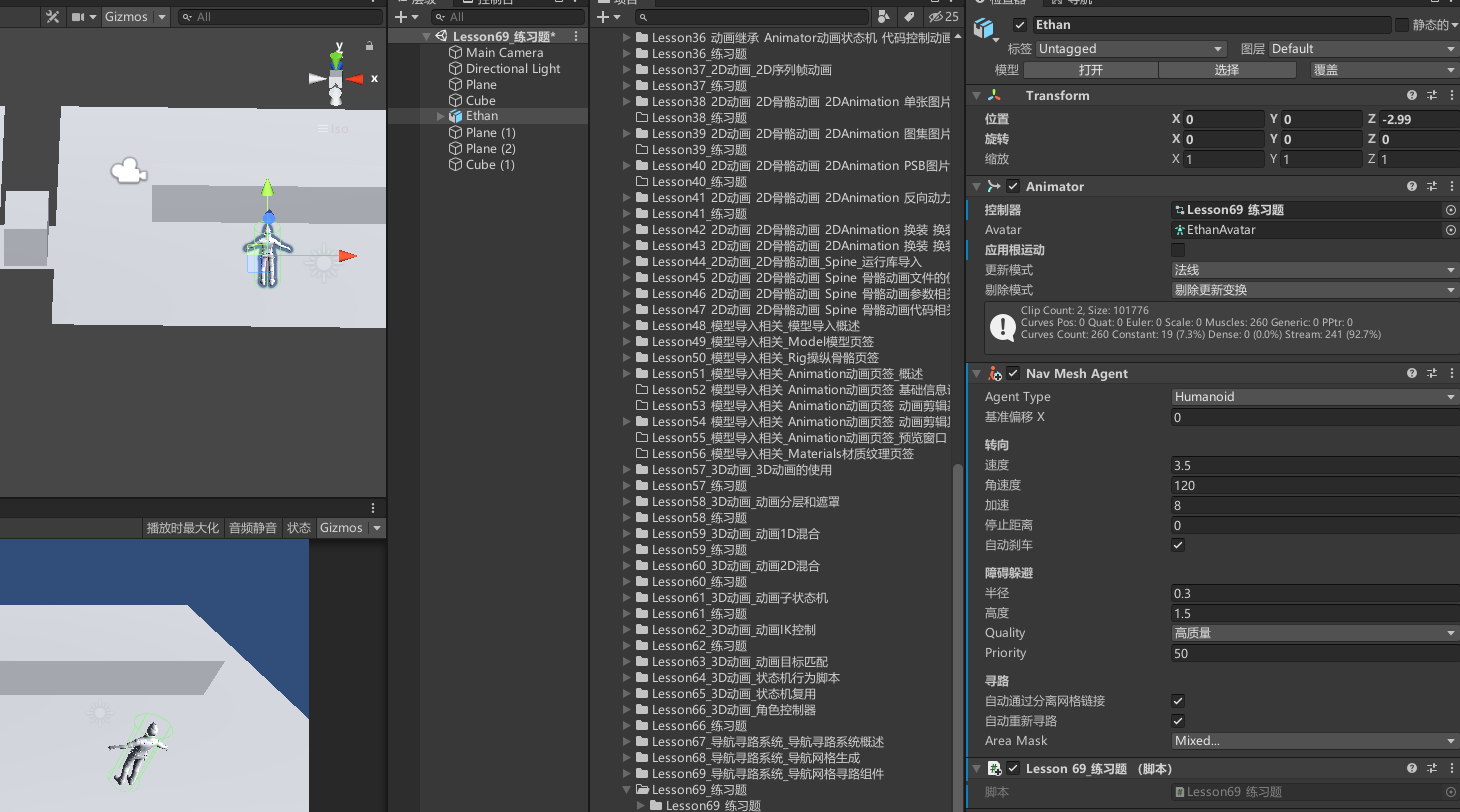 Gizmos
All
控制台
All
25
Lesson69_练习题*
Main Camera
Directional Light
Plane
Cube
Ethan
Plane (1)
Plane (2)
Cube (1)
y
x
Iso
播放时最大化
音频静音
状态
Gizmos
Lesson36 动画继承 Animator动画状态机 代码控制动画
Lesson36_练习题
Lesson37_2D动画_2D序列帧动画
Lesson37_练习题
Lesson38 2D动画 2D骨骼动画 2DAnimation 单张图片
Lesson38_练习题
Lesson39 2D动画 2D骨骼动画 2DAnimation 图集图片
Lesson39_练习题
Lesson40 2D动画 2D骨骼动画 2DAnimation PSB图片
Lesson40_练习题
Lesson41 2D动画 2D骨骼动画 2DAnimation 反向动力
Lesson41_练习题
Lesson42 2D动画 2D骨骼动画 2DAnimation 换装 换装
Lesson43 2D动画 2D骨骼动画 2DAnimation 换装 换装
Lesson44_2D动画_2D骨骼动画_Spine_运行库导入
Lesson45 2D动画 2D骨骼动画 Spine 骨骼动画文件的使
Lesson46 2D动画 2D骨骼动画 Spine 骨骼动画参数相关
Lesson47 2D动画 2D骨骼动画 Spine 骨骼动画代码相关
Lesson48_模型导入相关_模型导入概述
Lesson49_模型导入相关_Model模型页签
Lesson50_模型导入相关_Rig操纵骨骼页签
Lesson51_模型导入相关_Animation动画页签_概述
Lesson52 模型导入相关 Animation动画页签 基础信息
Lesson53 模型导入相关 Animation动画页签 动画剪辑
Lesson54 模型导入相关 Animation动画页签 动画剪辑
Lesson55_模型导入相关_Animation动画页签_预览窗口
Lesson56_模型导入相关_Materials材质纹理页签
Lesson57_3D动画_3D动画的使用
Lesson57_练习题
Lesson58_3D动画_动画分层和遮罩
Lesson58_练习题
Lesson59_3D动画_动画1D混合
Lesson59_练习题
Lesson60_3D动画_动画2D混合
Lesson60_练习题
Lesson61_3D动画_动画子状态机
Lesson61_练习题
Lesson62_3D动画_动画IK控制
Lesson62_练习题
Lesson63_3D动画_动画目标匹配
Lesson64_3D动画_状态机行为脚本
Lesson65_3D动画_状态机复用
Lesson66_3D动画_角色控制器
Lesson66_练习题
Lesson67_导航寻路系统_导航寻路系统概述
Lesson68_导航寻路系统_导航网格生成
Lesson69_导航寻路系统_导航网格寻路组件
Lesson69_练习题
Lesson69 练习题
Ethan
静态的
标签 Untagged 图层 Default
模型 打开 选择 覆盖
Transform
位置 X 0 Y 0 Z -2.99
旋转 X 0 Y 0 Z 0
缩放 X 1 Y 1 Z 1
Animator
控制器 Lesson69 练习题
Avatar EthanAvatar
应用根运动
更新模式 法线
剔除模式 剔除更新变换
Clip Count: 2, Size: 101776
Curves Pos: 0 Quat: 0 Euler: 0 Scale: 0 Muscles: 260 Generic: 0 PPtr: 0
Curves Count: 260 Constant: 19 (7.3%) Dense: 0 (0.0%) Stream: 241 (92.7%)
Nav Mesh Agent
Agent Type Humanoid
基准偏移 X 0
转向
速度 3.5
角速度 120
加速 8
停止距离 0
自动刹车
障碍躲避
半径 0.3
高度 1.5
Quality 高质量
Priority 50
寻路
自动通过分离网格链接
自动重新寻路
Area Mask Mixed...
Lesson 69_练习题 （脚本）
脚本 Lesson69 练习题